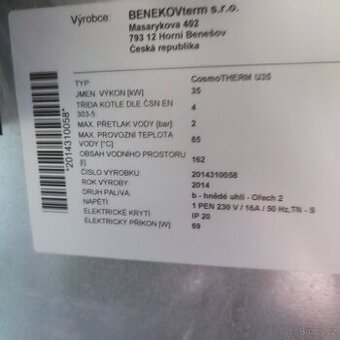 Výrobce
BENEKOVterm s.r.o.
Masarykova 402
793 12 Horní Benešov
Česká republika
TYP CosmoTHERM U35
JMEN. VÝKON [kW] 35
TŘÍDA KOTLE DLE ČSN EN 303-5 4
MAX. PŘETLAK VODY [bar] 2
MAX. PROVOZNÍ TEPLOTA VODY [°C] 85
OBSAH VODNÍHO PROSTORU [l] 162
ČÍSLO VÝROBKU 2014310058
ROK VÝROBY 2014
DRUH PALIVA b - hnědé uhlí - Ořech 2
NAPĚTÍ 1 PEN 230 V / 16A / 50 Hz,TN - S
ELEKTRICKÉ KRYTÍ IP 20
ELEKTRICKÝ PŘÍKON [W] 69
*2014310058*